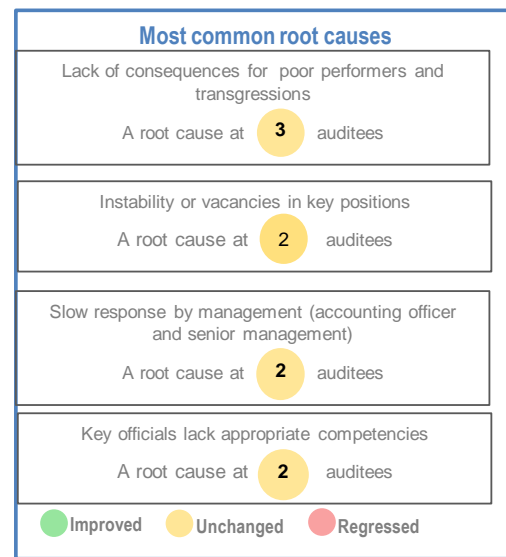 Most common root causes
Lack of consequences for poor performers and
transgressions
A root cause at 3 auditees
Instability or vacancies in key positions
A root cause at 2 auditees
Slow response by management (accounting officer
and senior management)
A root cause at 2 auditees
Key officials lack appropriate competencies
A root cause at 2 auditees
Improved Unchanged Regressed